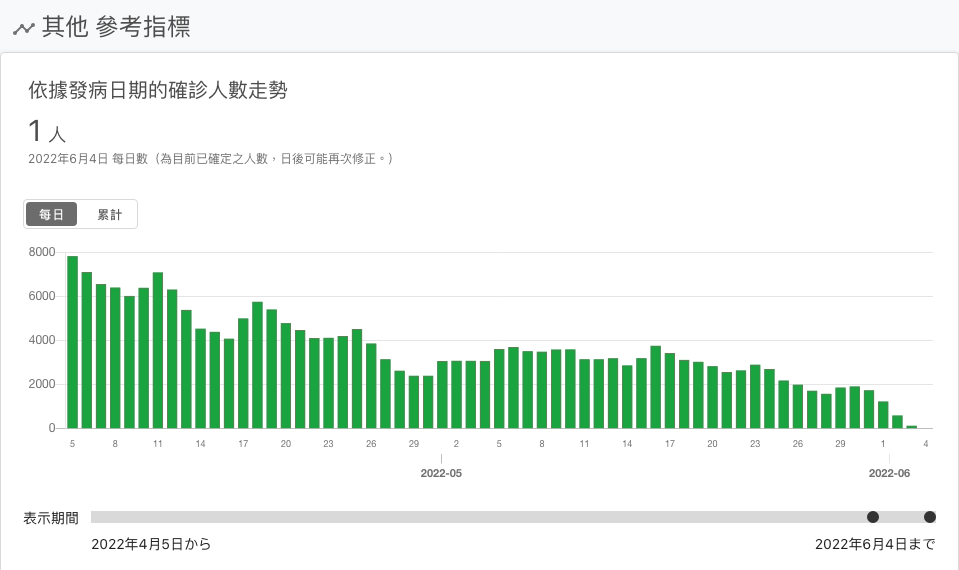 其他 參考指標
依據發病日期的確診人數走勢
1 人
2022年6月4日 每日數（為目前已確定之人數，日後可能再次修正。）
每日 累計
8000
6000
4000
2000
0
5 8 11 14 17 20 23 26 29 2 5 8 11 14 17 20 23 26 29 1 4
2022-05 2022-06
表示期間
2022年4月5日から 2022年6月4日まで